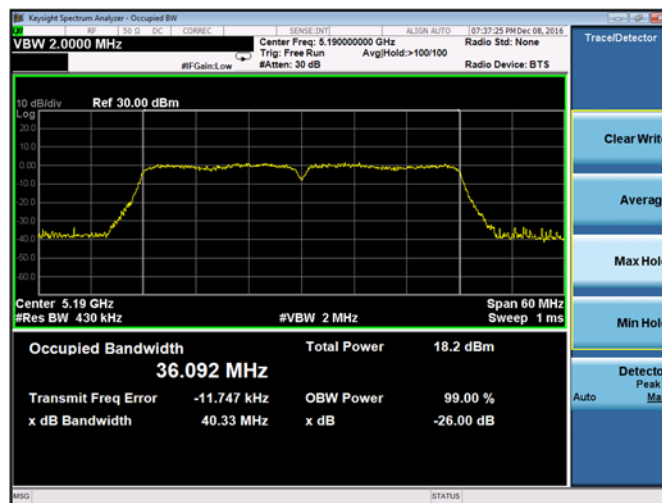 Keysight Spectrum Analyzer - Occupied BW
RF 50 Ω DC CORREC SENSE:INT ALIGN AUTO 07:37:25 PM Dec 08, 2016
VBW 2.0000 MHz Center Freq: 5.190000000 GHz Radio Std: None Trace/Detector
Trig: Free Run Avg|Hold:>100/100
#IFGain:Low #Atten: 30 dB Radio Device: BTS
10 dB/div Ref 30.00 dBm
Log
20.0
10.0
0.00
-10.0
-20.0
-30.0
-40.0
-50.0
-60.0
Clear Write
Averag
Max Hol
Min Hol
Center 5.19 GHz Span 60 MHz
#Res BW 430 kHz #VBW 2 MHz Sweep 1 ms
Occupied Bandwidth Total Power 18.2 dBm
36.092 MHz
Transmit Freq Error -11.747 kHz OBW Power 99.00 %
x dB Bandwidth 40.33 MHz x dB -26.00 dB
Detecto
Peak
Auto Ma
MSG STATUS